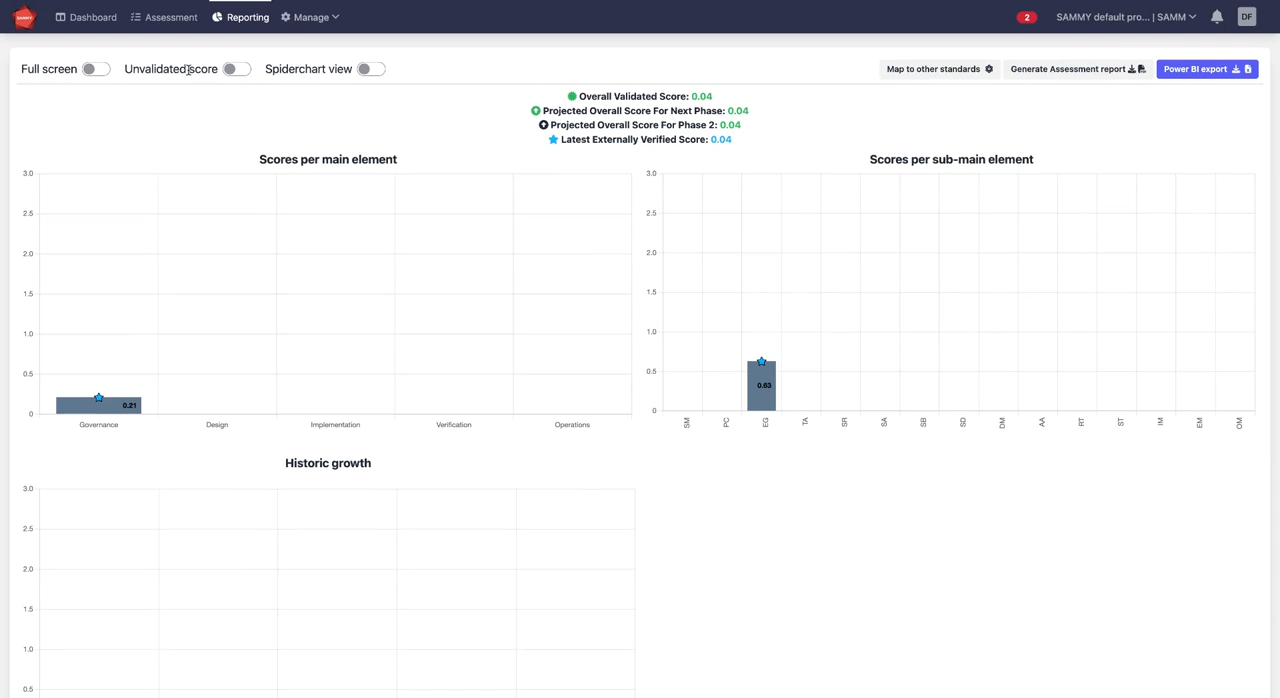 SAMMY
Dashboard
Assessment
Reporting
Manage
2
SAMMY default pro... | SAMM
DF
Full screen
Unvalidated score
Spiderchart view
Map to other standards
Generate Assessment report
Power BI export
Overall Validated Score: 0.04
Projected Overall Score For Next Phase: 0.04
Projected Overall Score For Phase 2: 0.04
Latest Externally Verified Score: 0.04
Scores per main element
3.0
2.5
2.0
1.5
1.0
0.5
0
0.21
Governance
Design
Implementation
Verification
Operations
Scores per sub-main element
3.0
2.5
2.0
1.5
1.0
0.5
0
0.63
SM
PC
EG
TA
SR
SA
SB
SD
DM
AA
RT
ST
IM
EM
OM
Historic growth
3.0
2.5
2.0
1.5
1.0
0.5